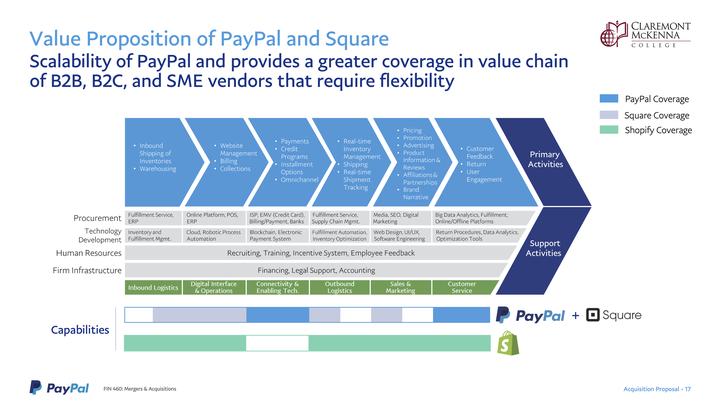 Value Proposition of PayPal and Square
Scalability of PayPal and provides a greater coverage in value chain
of B2B, B2C, and SME vendors that require flexibility
CLAREMONT
MCKENNA
COLLEGE
PayPal Coverage
Square Coverage
Shopify Coverage
• Inbound
Shipping of
Inventories
• Warehousing
• Website
Management
• Billing
• Collections
• Payments
• Credit
Programs
• Installment
Options
• Omnichannel
• Real-time
Inventory
Management
• Shipping
• Real-time
Shipment
Tracking
• Pricing
• Promotion
• Advertising
• Product
Information &
Reviews
• Affiliations &
Partnerships
• Brand
Narrative
• Customer
Feedback
• Return
• User
Engagement
Primary
Activities
Procurement
Fulfillment Service,
ERP
Online Platform, POS,
ERP
ISP, EMV (Credit Card),
Billing/Payment, Banks
Fulfillment Service,
Supply Chain Mgmt.
Media, SEO, Digital
Marketing
Big Data Analytics, Fulfillment,
Online/Offline Platforms
Technology
Development
Inventory and
Fulfillment Mgmt.
Cloud, Robotic Process
Automation
Blockchain, Electronic
Payment System
Fulfillment Automation,
Inventory Optimization
Web Design, UI/UX,
Software Engineering
Return Procedures, Data Analytics,
Optimization Tools
Support
Activities
Human Resources
Recruiting, Training, Incentive System, Employee Feedback
Firm Infrastructure
Financing, Legal Support, Accounting
Inbound Logistics
Digital Interface
& Operations
Connectivity &
Enabling Tech.
Outbound
Logistics
Sales &
Marketing
Customer
Service
Capabilities
PayPal + Square
PayPal
FIN 460: Mergers & Acquisitions
Acquisition Proposal - 17